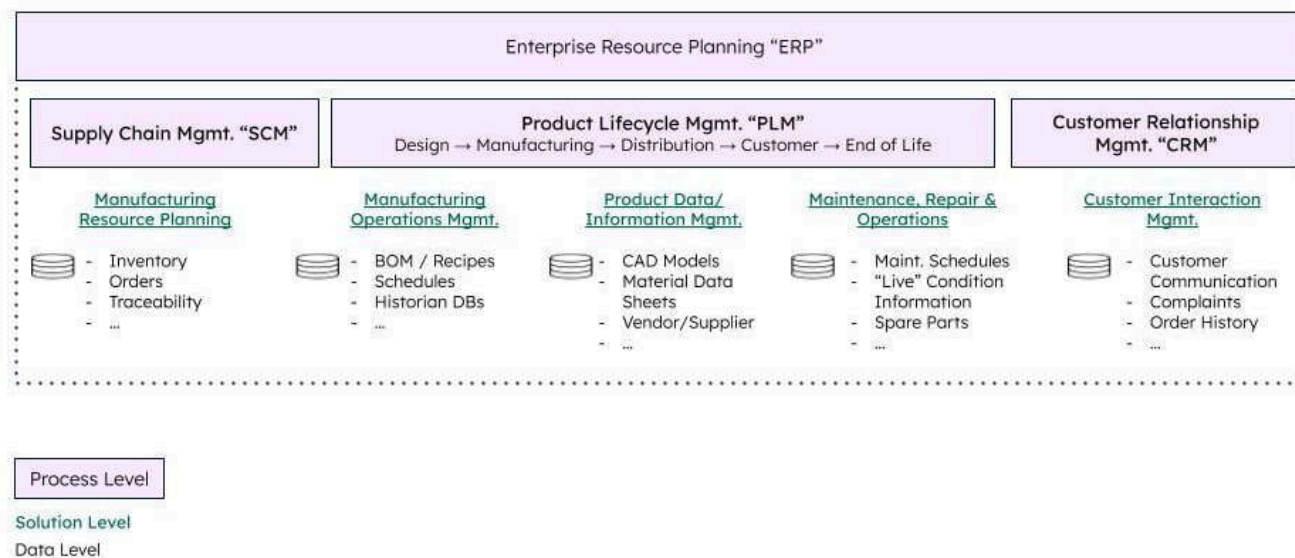 Enterprise Resource Planning “ERP”
Supply Chain Mgmt. “SCM”
Product Lifecycle Mgmt. “PLM”
Design → Manufacturing → Distribution → Customer → End of Life
Customer Relationship
Mgmt. “CRM”
Manufacturing
Resource Planning
- Inventory
- Orders
- Traceability
- ...
Manufacturing
Operations Mgmt.
- BOM / Recipes
- Schedules
- Historian DBs
- ...
Product Data/
Information Mgmt.
- CAD Models
- Material Data
Sheets
- Vendor/Supplier
- ...
Maintenance, Repair &
Operations
- Maint. Schedules
- “Live” Condition
Information
- Spare Parts
- ...
Customer Interaction
Mgmt.
- Customer
Communication
- Complaints
- Order History
- ...
Process Level
Solution Level
Data Level